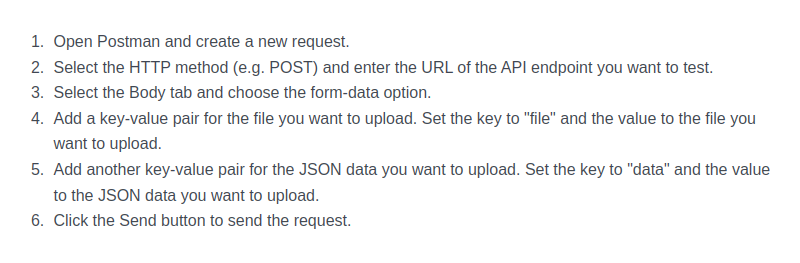 1. Open Postman and create a new request.
2. Select the HTTP method (e.g. POST) and enter the URL of the API endpoint you want to test.
3. Select the Body tab and choose the form-data option.
4. Add a key-value pair for the file you want to upload. Set the key to "file" and the value to the file you
want to upload.
5. Add another key-value pair for the JSON data you want to upload. Set the key to "data" and the value
to the JSON data you want to upload.
6. Click the Send button to send the request.